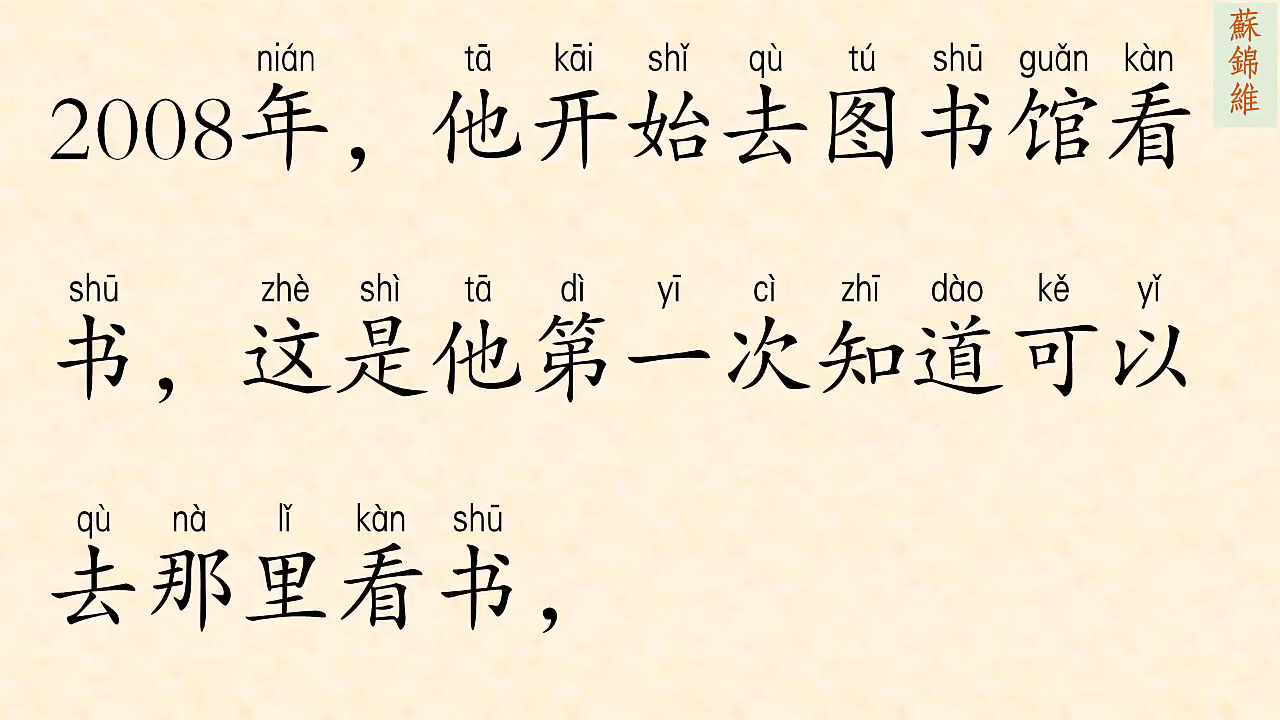 nián tā kāi shǐ qù tú shū guǎn kàn
2008年，他开始去图书馆看
shū zhè shì tā dì yī cì zhī dào kě yǐ
书，这是他第一次知道可以
qù nà lǐ kàn shū
去那里看书，
蘇錦維